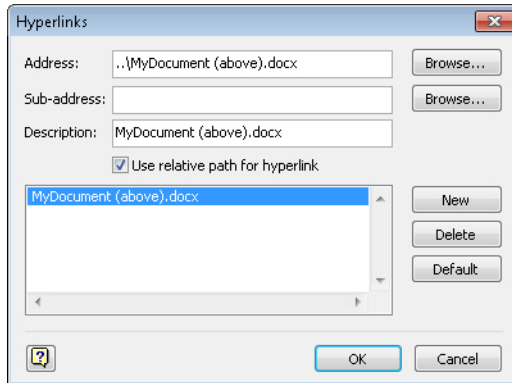 Hyperlinks
Address: ..\MyDocument (above).docx Browse...
Sub-address: Browse...
Description: MyDocument (above).docx
Use relative path for hyperlink
MyDocument (above).docx New
Delete
Default
? OK Cancel